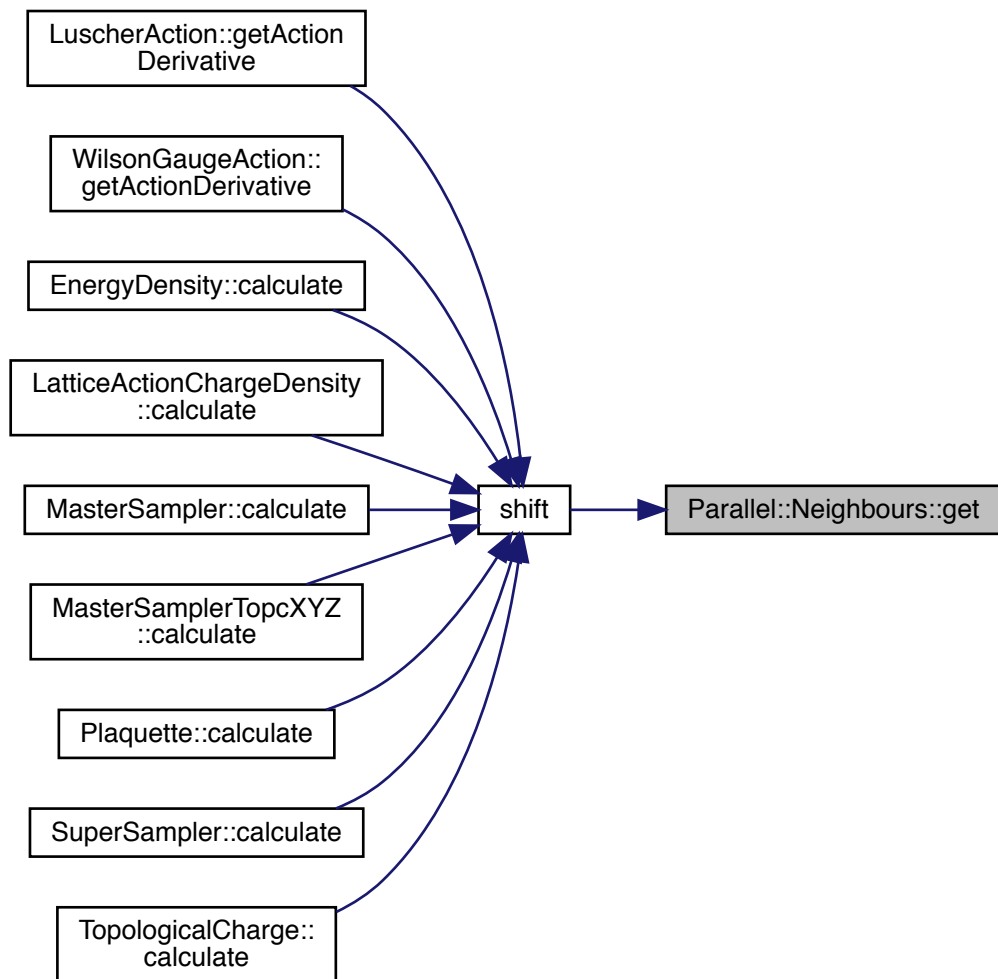 LuscherAction::getAction
Derivative
WilsonGaugeAction::
getActionDerivative
EnergyDensity::calculate
LatticeActionChargeDensity
::calculate
MasterSampler::calculate
shift
Parallel::Neighbours::get
MasterSamplerTopcXYZ
::calculate
Plaquette::calculate
SuperSampler::calculate
TopologicalCharge::
calculate